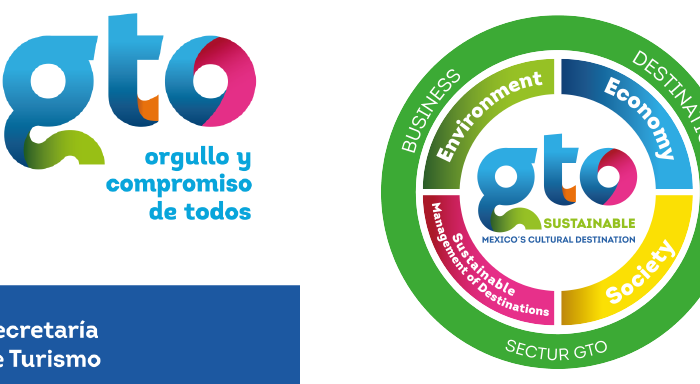 gto
orgullo y
compromiso
de todos
ecretaría
e Turismo
BUSINESS
DESTINATI
SECTUR GTO
Environment
Economy
Sustainable
Management of Destinations
Society
gto
SUSTAINABLE
MEXICO'S CULTURAL DESTINATION